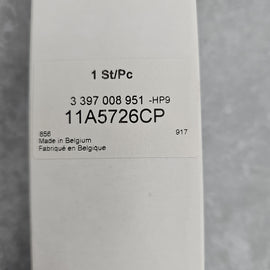 1 St/Pc
3 397 008 951 -HP9
11A5726CP
856 917
Made in Belgium
Fabriqué en Belgique